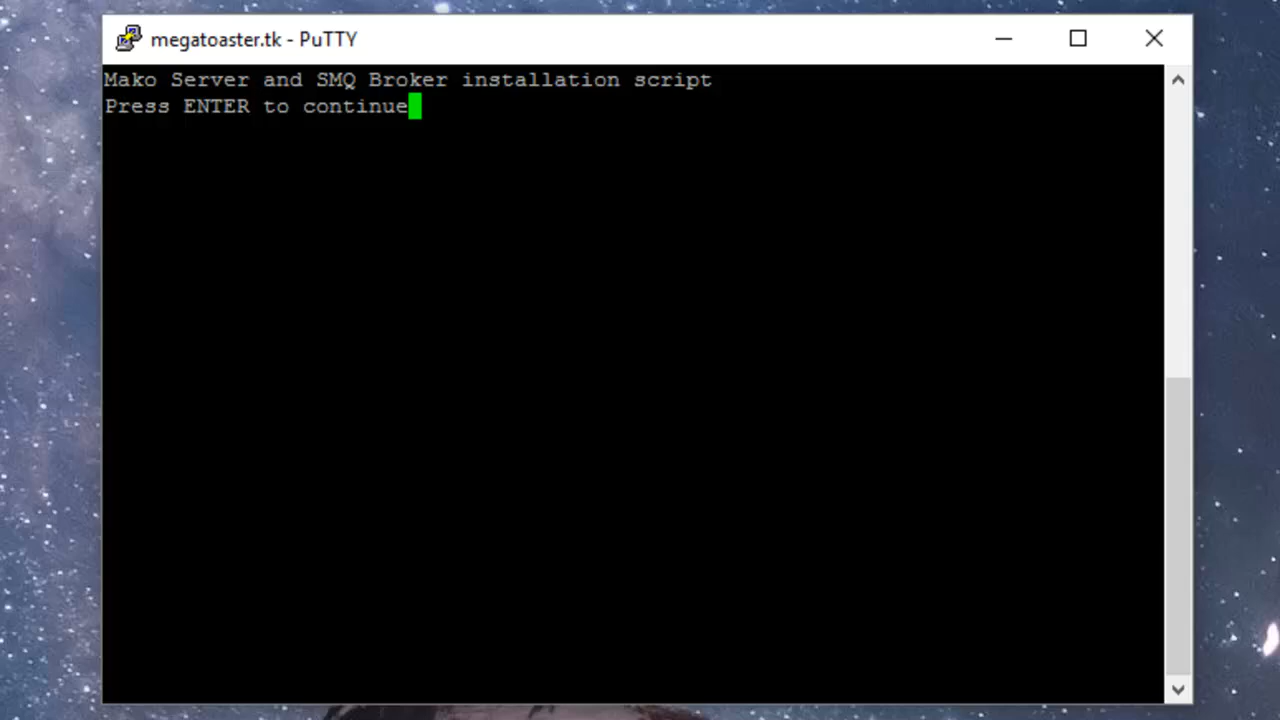 megatoaster.tk - PuTTY
Mako Server and SMQ Broker installation script
Press ENTER to continue